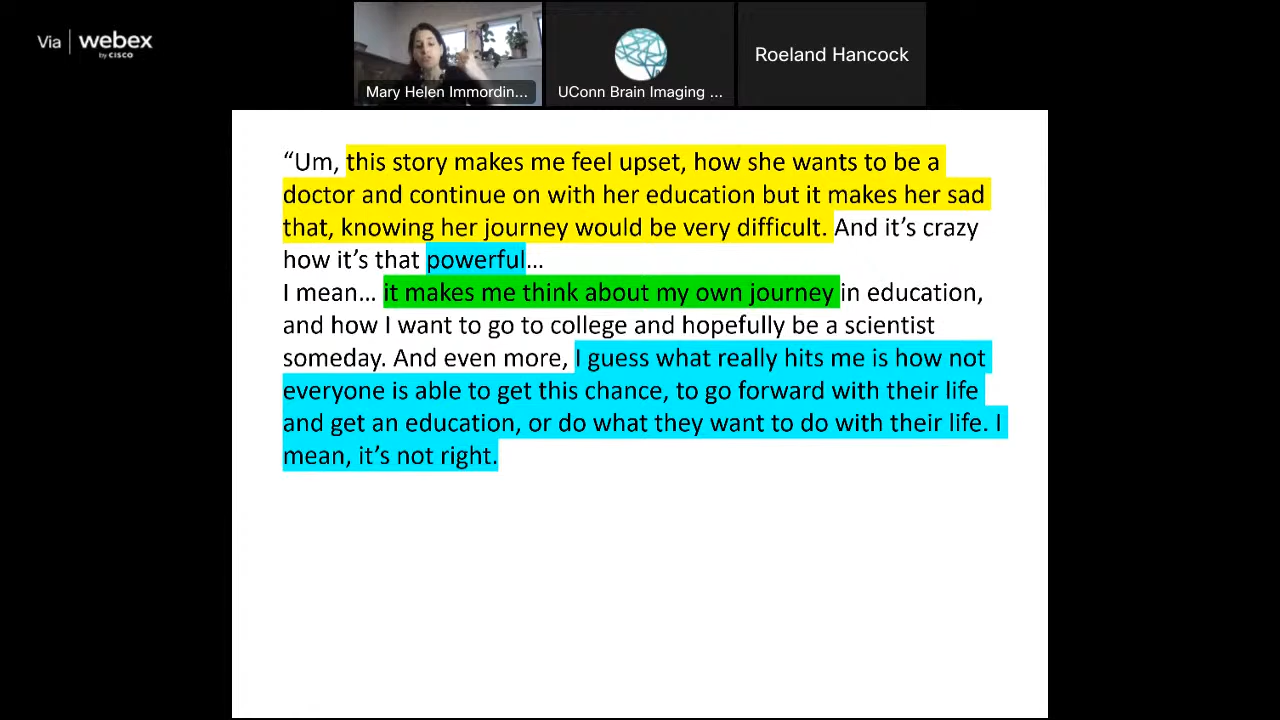 Via webex
by CISCO
Mary Helen Immordin...
UConn Brain Imaging ...
Roeland Hancock
“Um, this story makes me feel upset, how she wants to be a
doctor and continue on with her education but it makes her sad
that, knowing her journey would be very difficult. And it’s crazy
how it’s that powerful…
I mean… it makes me think about my own journey in education,
and how I want to go to college and hopefully be a scientist
someday. And even more, I guess what really hits me is how not
everyone is able to get this chance, to go forward with their life
and get an education, or do what they want to do with their life. I
mean, it’s not right.